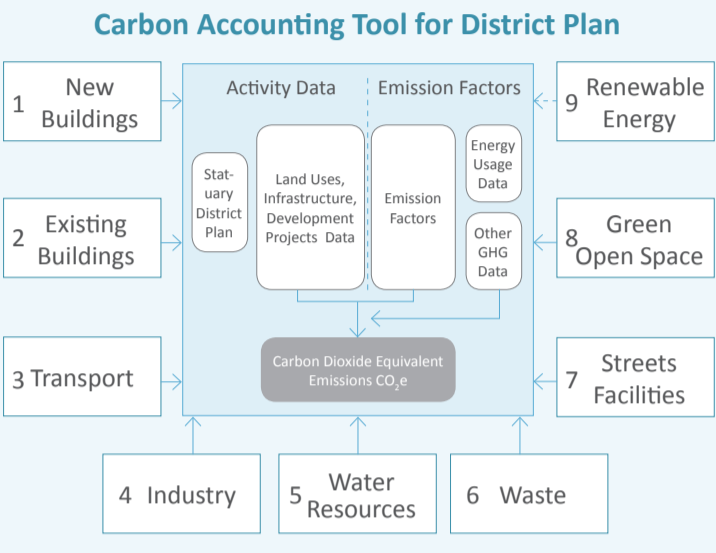 Carbon Accounting Tool for District Plan
1 New
Buildings
2 Existing
Buildings
3 Transport
Activity Data
Emission Factors
Stat-
uary
District
Plan
Land Uses,
Infrastructure,
Development
Projects Data
Emission
Factors
Energy
Usage
Data
Other
GHG
Data
Carbon Dioxide Equivalent
Emissions CO₂e
9 Renewable
Energy
8 Green
Open Space
7 Streets
Facilities
4 Industry
5 Water
Resources
6 Waste